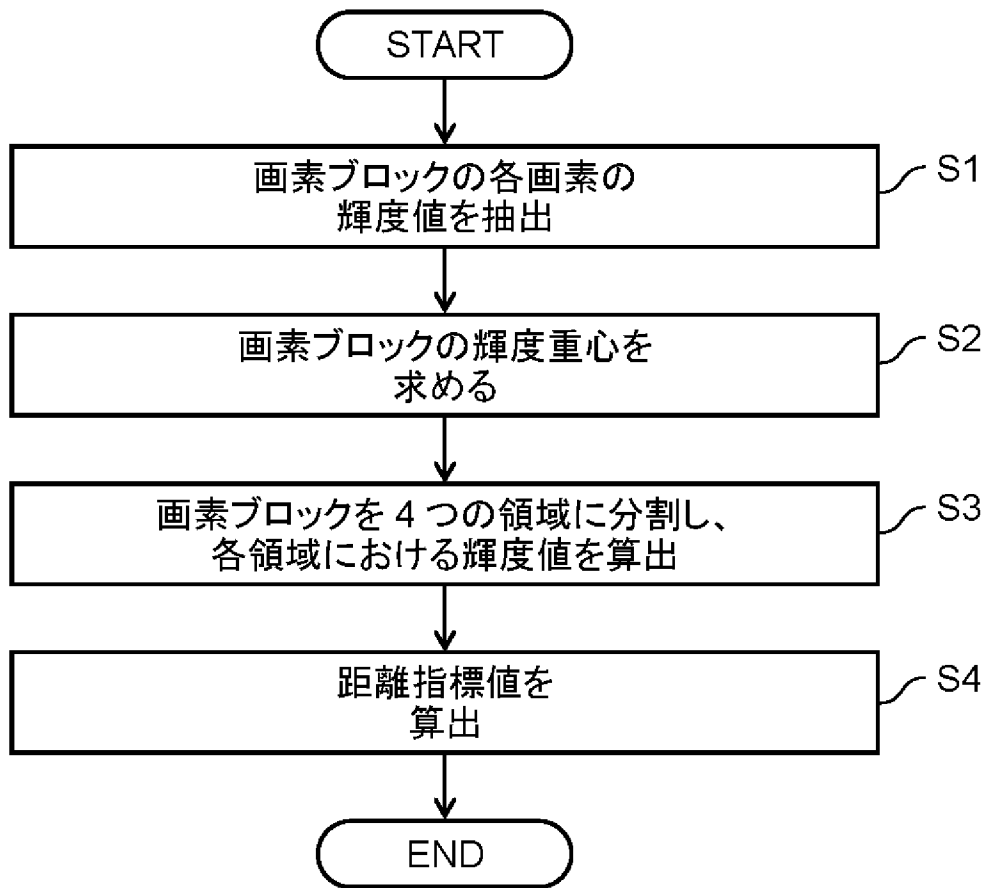 START
画素ブロックの各画素の
輝度値を抽出
S1
画素ブロックの輝度重心を
求める
S2
画素ブロックを4つの領域に分割し、
各領域における輝度値を算出
S3
距離指標値を
算出
S4
END